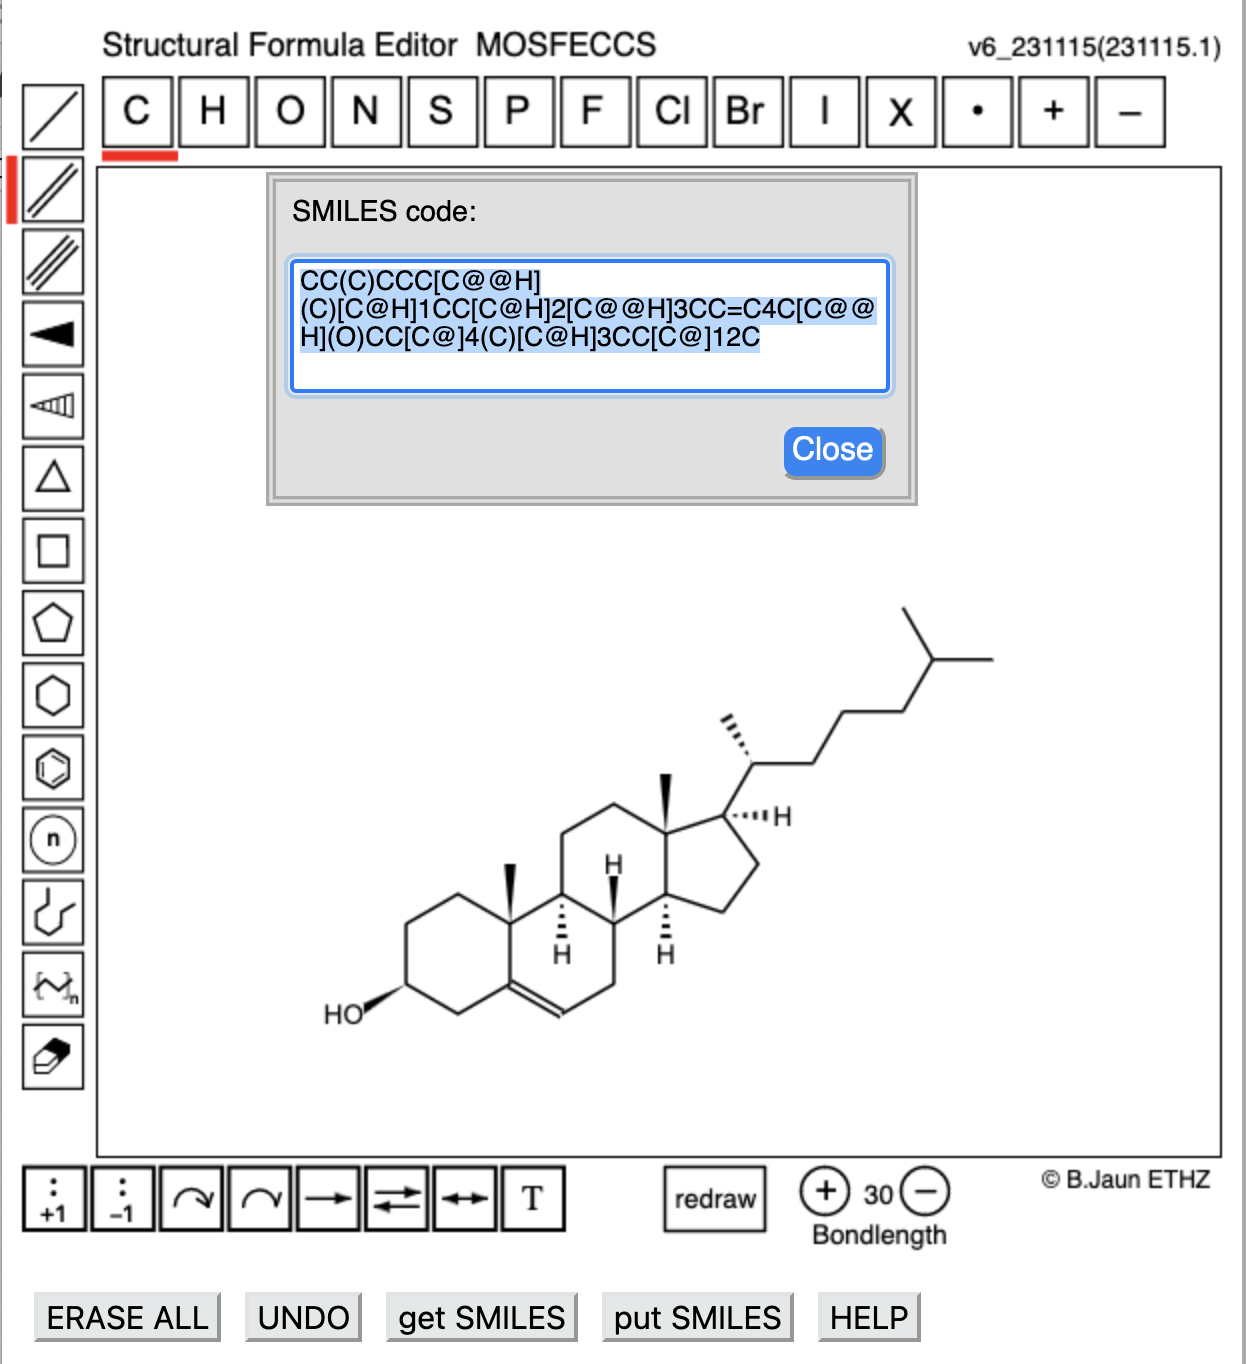 Structural Formula Editor MOSFECCS
v6_231115(231115.1)
C H O N S P F Cl Br I X • + −
SMILES code:
CC(C)CCC[C@@H]
(C)[C@H]1CC[C@H]2[C@@H]3CC=C4C[C@@
H](O)CC[C@]4(C)[C@H]3CC[C@]12C
Close
n
{ }n
H
H
H
H
HO
+1
−1
T
redraw
+ 30 −
Bondlength
© B.Jaun ETHZ
ERASE ALL
UNDO
get SMILES
put SMILES
HELP